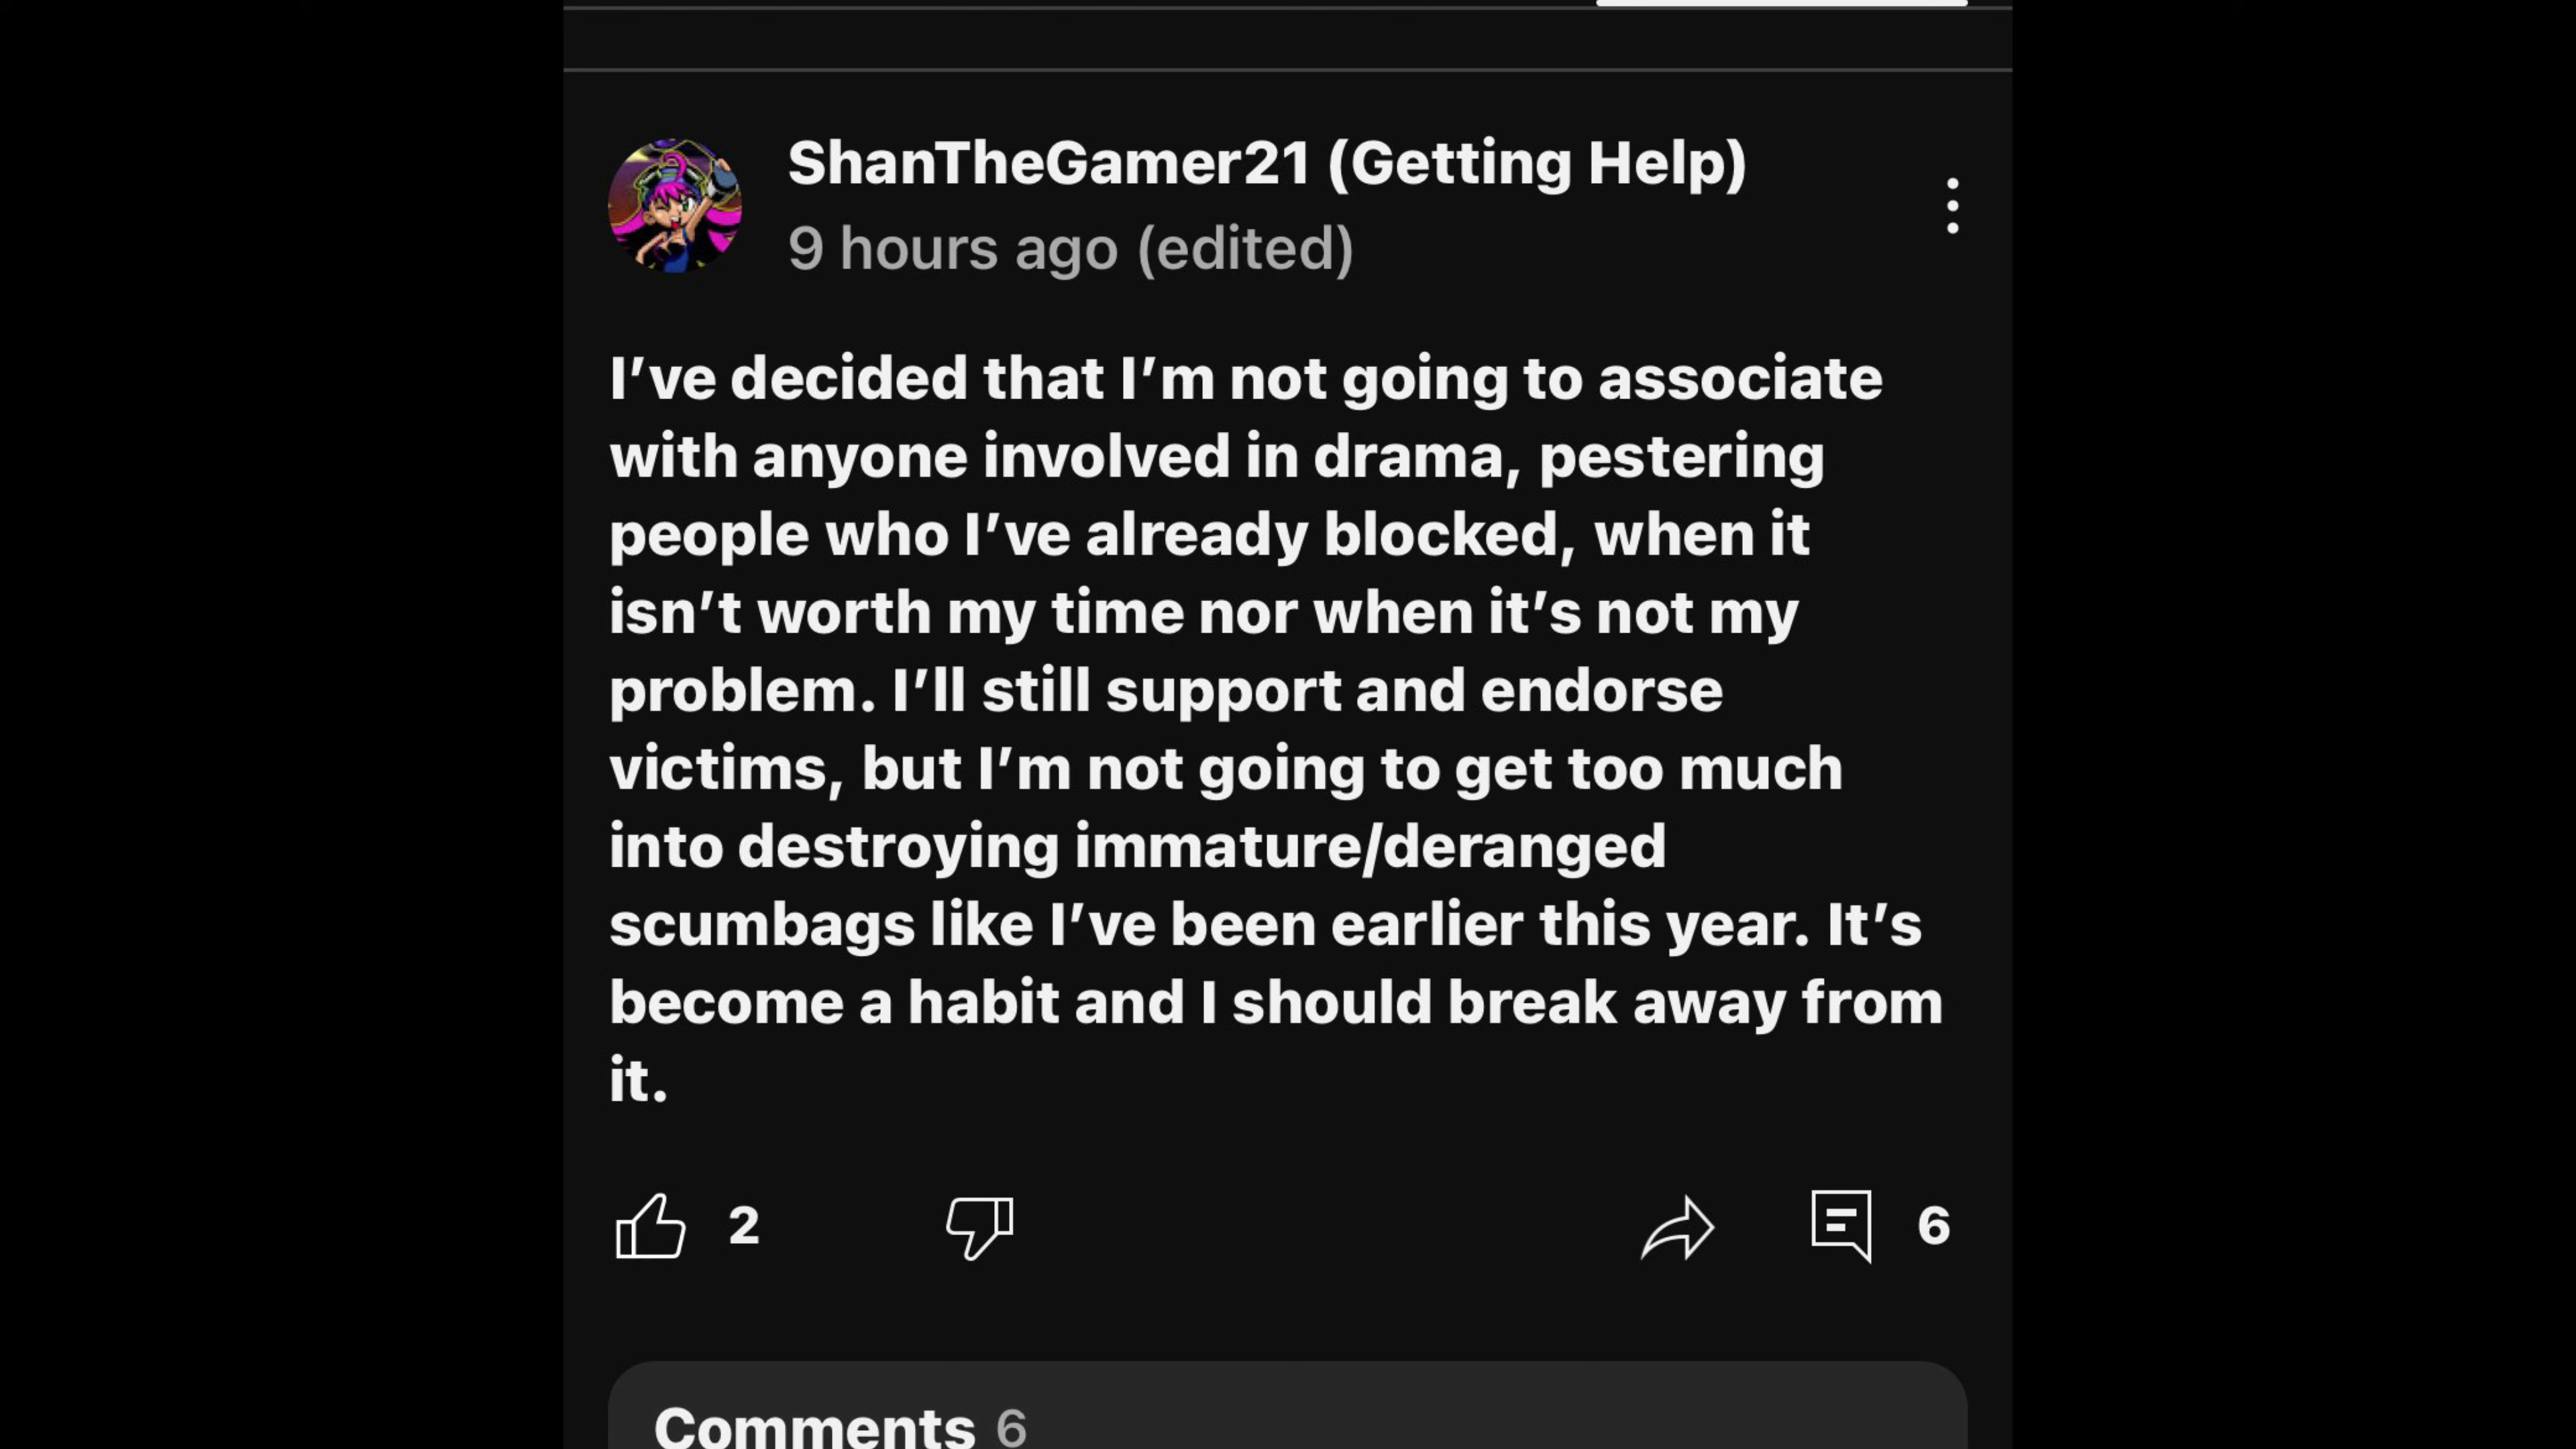 ShanTheGamer21 (Getting Help)
9 hours ago (edited)
I’ve decided that I’m not going to associate
with anyone involved in drama, pestering
people who I’ve already blocked, when it
isn’t worth my time nor when it’s not my
problem. I’ll still support and endorse
victims, but I’m not going to get too much
into destroying immature/deranged
scumbags like I’ve been earlier this year. It’s
become a habit and I should break away from
it.
2
6
Comments 6